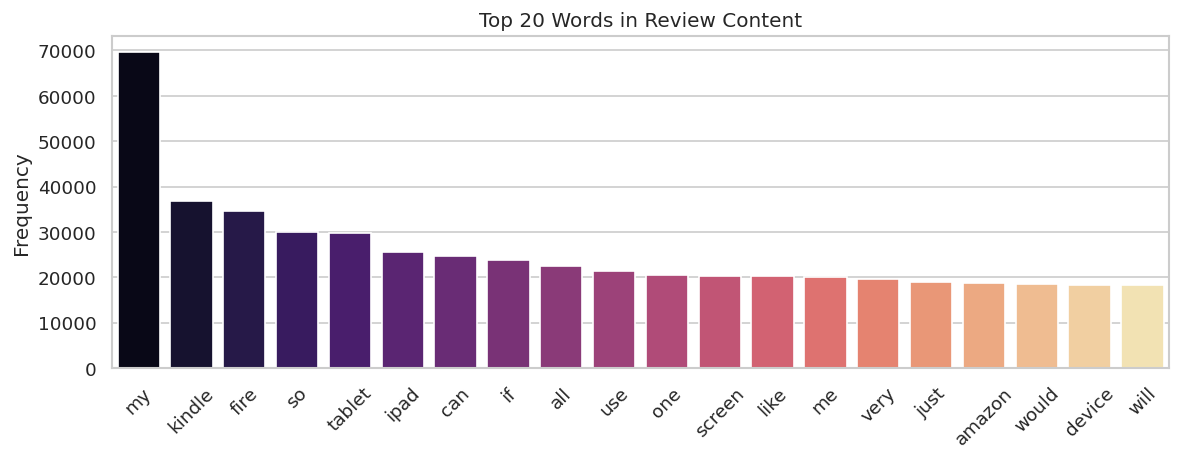 Top 20 Words in Review Content
Frequency
70000
60000
50000
40000
30000
20000
10000
0
my kindle fire so tablet ipad can if all use one screen like me very just amazon would device will